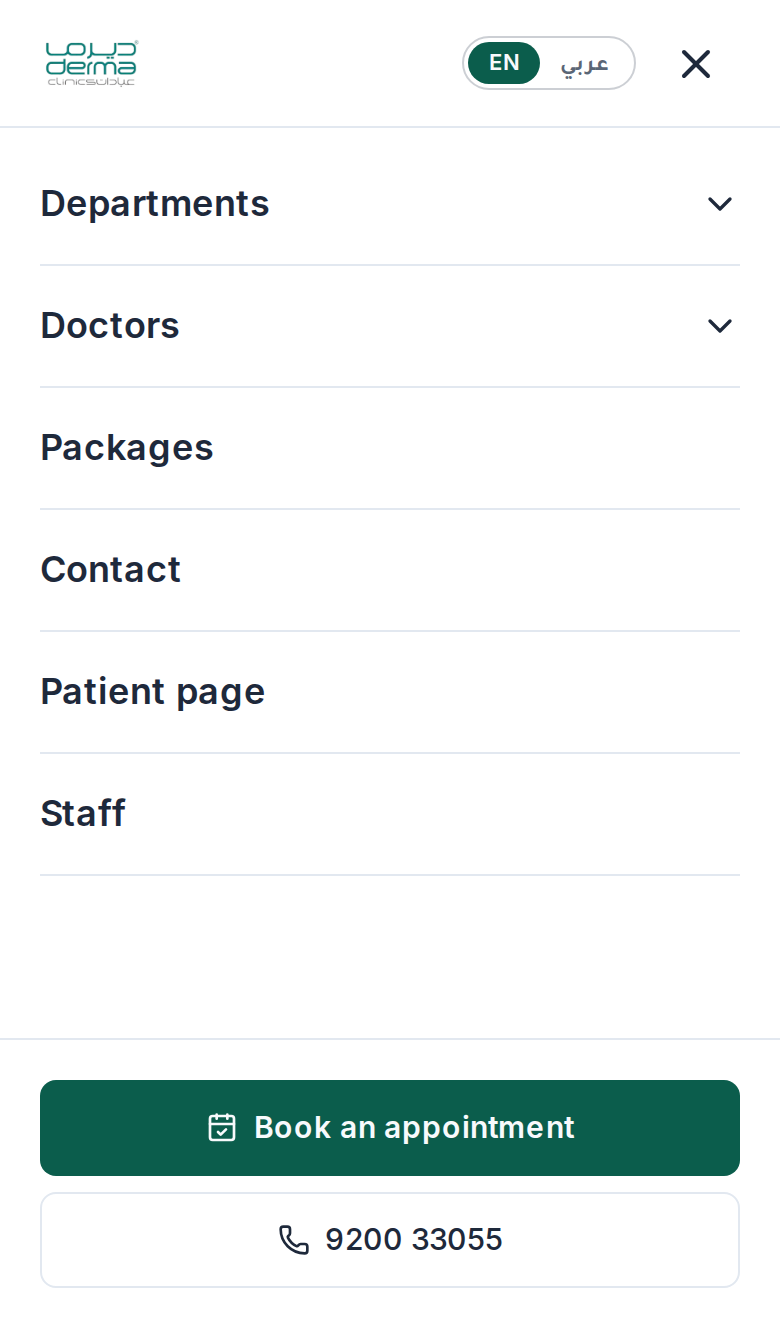 ديرما
derma
clinics عيادات
EN
عربي
Departments
Doctors
Packages
Contact
Patient page
Staff
Book an appointment
9200 33055